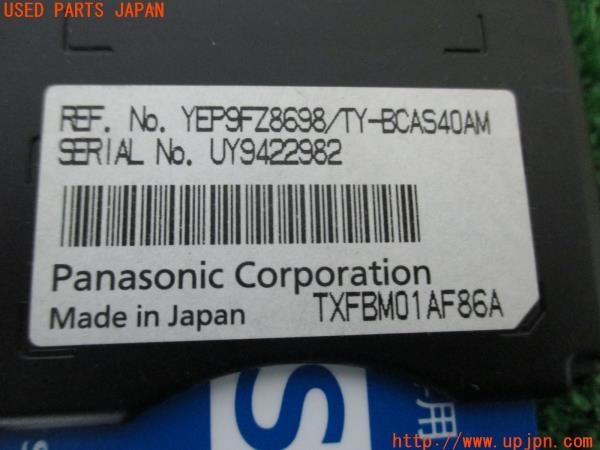 USED PARTS JAPAN
REF. No. YEP9FZ8698/TY-BCAS40AM
SERIAL No. UY9422982
Panasonic Corporation
Made in Japan
TXFBM01AF86A
S
用
http://www.upjpn.com